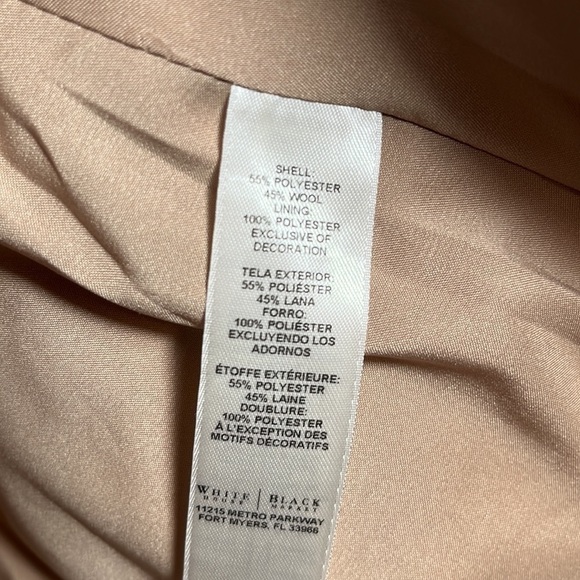 SHELL:
55% POLYESTER
45% WOOL
LINING:
100% POLYESTER
EXCLUSIVE OF
DECORATION
TELA EXTERIOR:
55% POLIÉSTER
45% LANA
FORRO:
100% POLIÉSTER
EXCLUYENDO LOS
ADORNOS
ÉTOFFE EXTÉRIEURE:
55% POLYESTER
45% LAINE
DOUBLURE:
100% POLYESTER
À L'EXCEPTION DES
MOTIFS DÉCORATIFS
WHITE | BLACK
HOUSE MARKET
11215 METRO PARKWAY
FORT MYERS, FL 33966